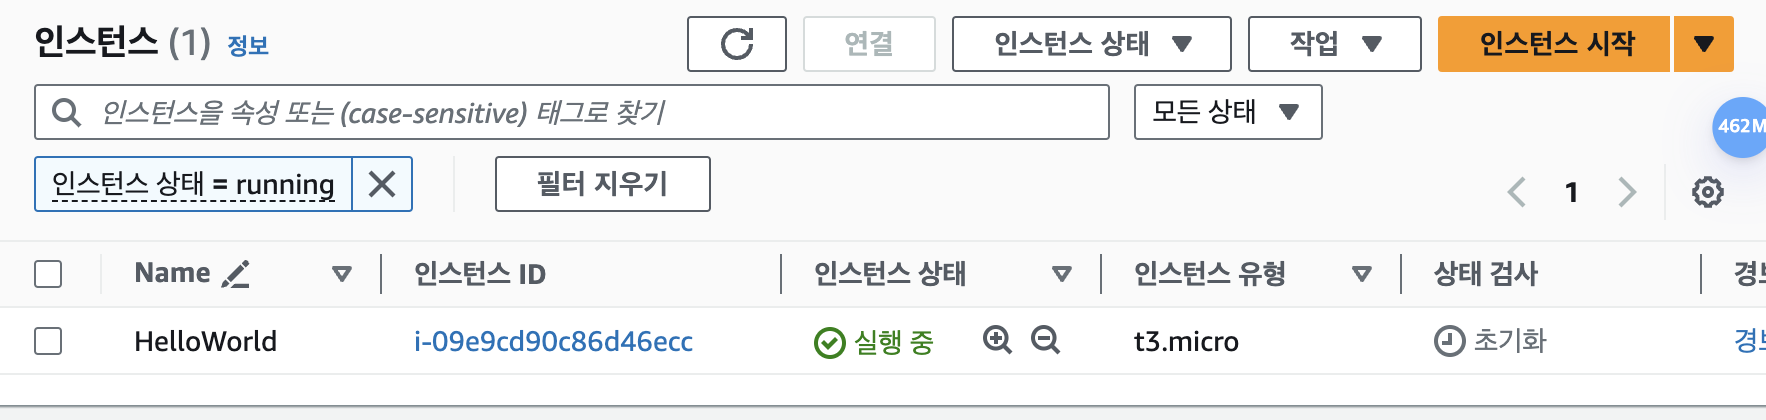 인스턴스 (1) 정보
연결
인스턴스 상태
작업
인스턴스 시작
인스턴스을 속성 또는 (case-sensitive) 태그로 찾기
모든 상태
462M
인스턴스 상태 = running
필터 지우기
1
Name 인스턴스 ID 인스턴스 상태 인스턴스 유형 상태 검사
HelloWorld i-09e9cd90c86d46ecc 실행 중 t3.micro 초기화